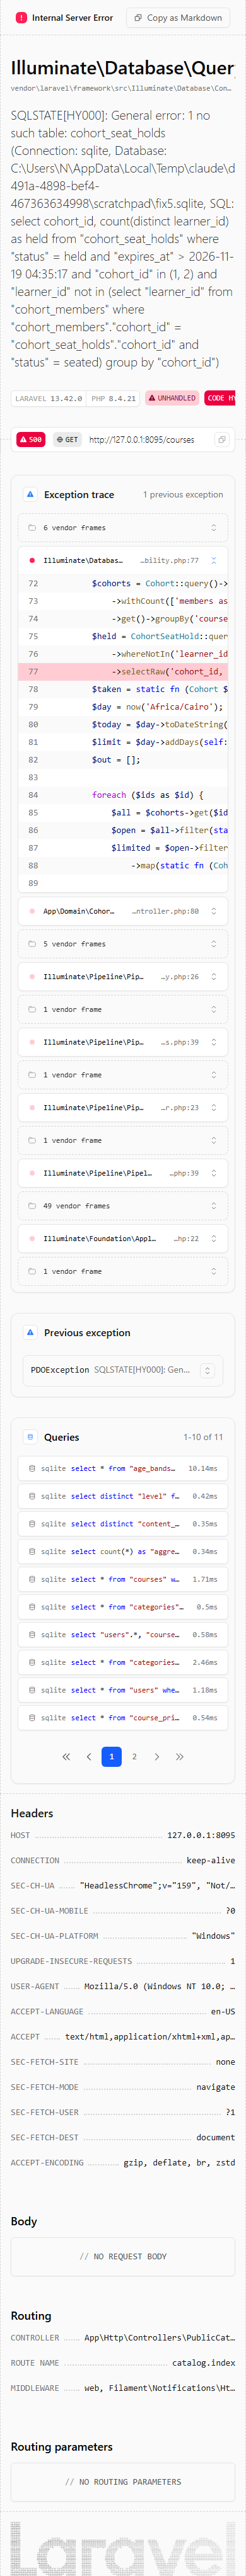 Internal Server Error
Copy as Markdown
Illuminate\Database\Quer
vendor\laravel\framework\src\Illuminate\Database\Con…
SQLSTATE[HY000]: General error: 1 no
such table: cohort_seat_holds
(Connection: sqlite, Database:
C:\Users\N\AppData\Local\Temp\claude\d
491a-4898-bef4-
467363634998\scratchpad\fix5.sqlite, SQL:
select cohort_id, count(distinct learner_id)
as held from "cohort_seat_holds" where
"status" = held and "expires_at" > 2026-11-
19 04:35:17 and "cohort_id" in (1, 2) and
"learner_id" not in (select "learner_id" from
"cohort_members" where
"cohort_members"."cohort_id" =
"cohort_seat_holds"."cohort_id" and
"status" = seated) group by "cohort_id")
LARAVEL 13.42.0 PHP 8.4.21 UNHANDLED CODE HY
500 GET http://127.0.0.1:8095/courses
Exception trace 1 previous exception
6 vendor frames
Illuminate\Databas… …bility.php:77
72 $cohorts = Cohort::query()->
73 ->withCount(['members as
74 ->get()->groupBy('course
75 $held = CohortSeatHold::quer
76 ->whereNotIn('learner_id
77 ->selectRaw('cohort_id,
78 $taken = static fn (Cohort $
79 $day = now('Africa/Cairo');
80 $today = $day->toDateString(
81 $limit = $day->addDays(self:
82 $out = [];
83
84 foreach ($ids as $id) {
85 $all = $cohorts->get($id
86 $open = $all->filter(sta
87 $limited = $open->filter
88 ->map(static fn (Coh
89
App\Domain\Cohor… …ntroller.php:80
5 vendor frames
Illuminate\Pipeline\Pip… …y.php:26
1 vendor frame
Illuminate\Pipeline\Pip… …s.php:39
1 vendor frame
Illuminate\Pipeline\Pip… …r.php:23
1 vendor frame
Illuminate\Pipeline\Pipel… …php:39
49 vendor frames
Illuminate\Foundation\Appl… …hp:22
1 vendor frame
Previous exception
PDOException SQLSTATE[HY000]: Gen…
Queries 1-10 of 11
sqlite select * from "age_bands… 10.14ms
sqlite select distinct "level" f… 0.42ms
sqlite select distinct "content_… 0.35ms
sqlite select count(*) as "aggre… 0.34ms
sqlite select * from "courses" w… 1.71ms
sqlite select * from "categories"… 0.5ms
sqlite select "users".*, "course… 0.58ms
sqlite select * from "categories… 2.46ms
sqlite select * from "users" whe… 1.18ms
sqlite select * from "course_pri… 0.54ms
1 2
Headers
HOST 127.0.0.1:8095
CONNECTION keep-alive
SEC-CH-UA "HeadlessChrome";v="159", "Not/…
SEC-CH-UA-MOBILE ?0
SEC-CH-UA-PLATFORM "Windows"
UPGRADE-INSECURE-REQUESTS 1
USER-AGENT Mozilla/5.0 (Windows NT 10.0; …
ACCEPT-LANGUAGE en-US
ACCEPT text/html,application/xhtml+xml,ap…
SEC-FETCH-SITE none
SEC-FETCH-MODE navigate
SEC-FETCH-USER ?1
SEC-FETCH-DEST document
ACCEPT-ENCODING gzip, deflate, br, zstd
Body
// NO REQUEST BODY
Routing
CONTROLLER App\Http\Controllers\PublicCat…
ROUTE NAME catalog.index
MIDDLEWARE web, Filament\Notifications\Ht…
Routing parameters
// NO ROUTING PARAMETERS
Laravel